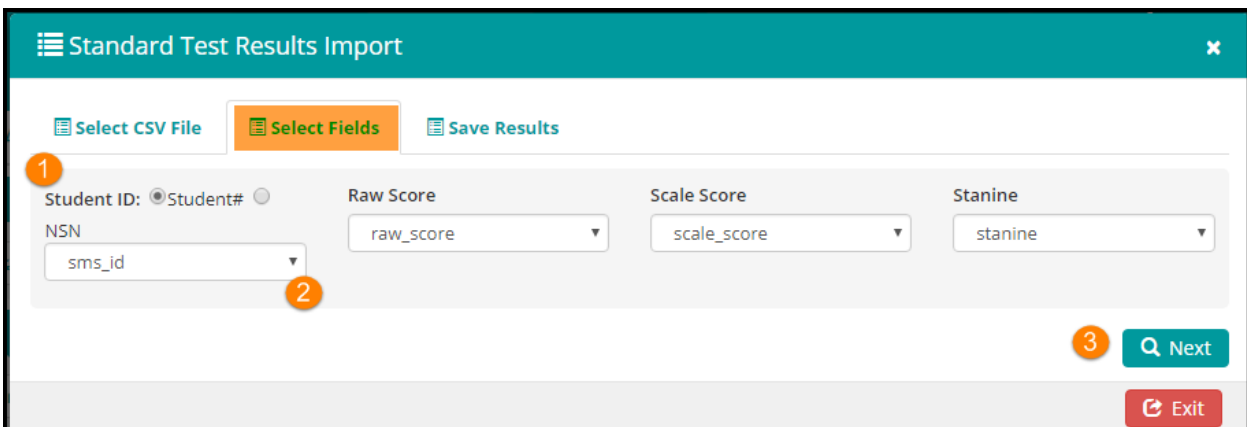 Standard Test Results Import
Select CSV File Select Fields Save Results
1
Student ID: Student# Raw Score Scale Score Stanine
NSN raw_score scale_score stanine
sms_id
2
3 Next
Exit